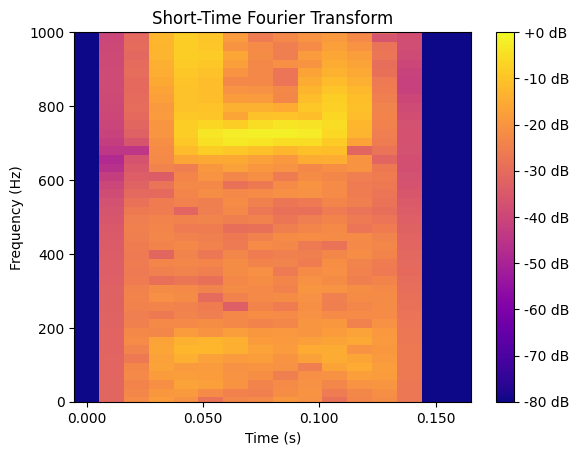 Short-Time Fourier Transform
1000
800
600
400
200
0
Frequency (Hz)
0.000
0.050
0.100
0.150
Time (s)
+0 dB
-10 dB
-20 dB
-30 dB
-40 dB
-50 dB
-60 dB
-70 dB
-80 dB